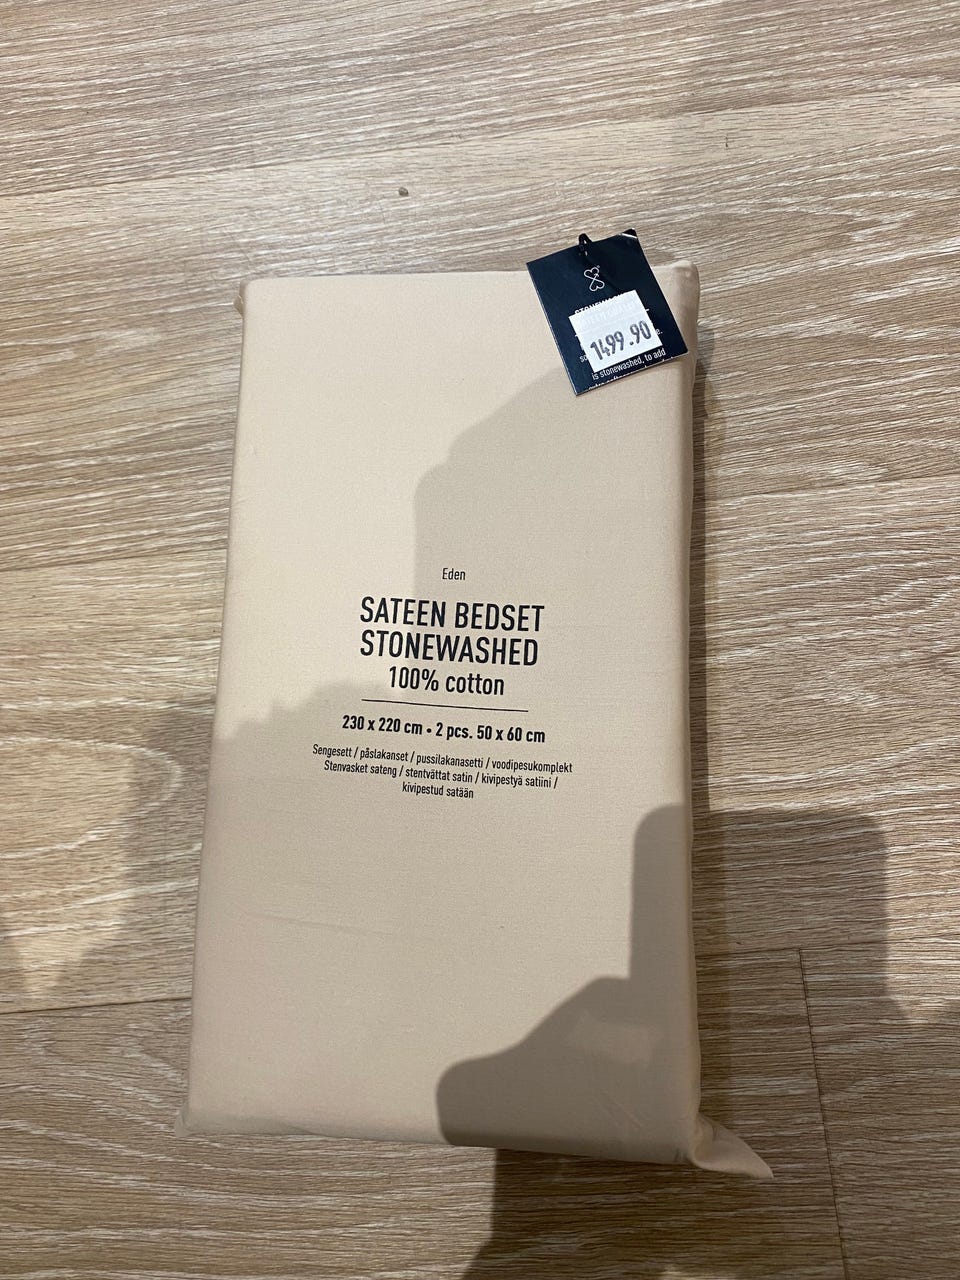 1499.90
is stonewashed, to add
Eden
SATEEN BEDSET
STONEWASHED
100% cotton
230 x 220 cm • 2 pcs. 50 x 60 cm
Sengesett / påslakanset / pussilakanasetti / voodipesukomplekt
Stenvasket sateng / stentvättat satin / kivipestyä satiini /
kivipestud satään